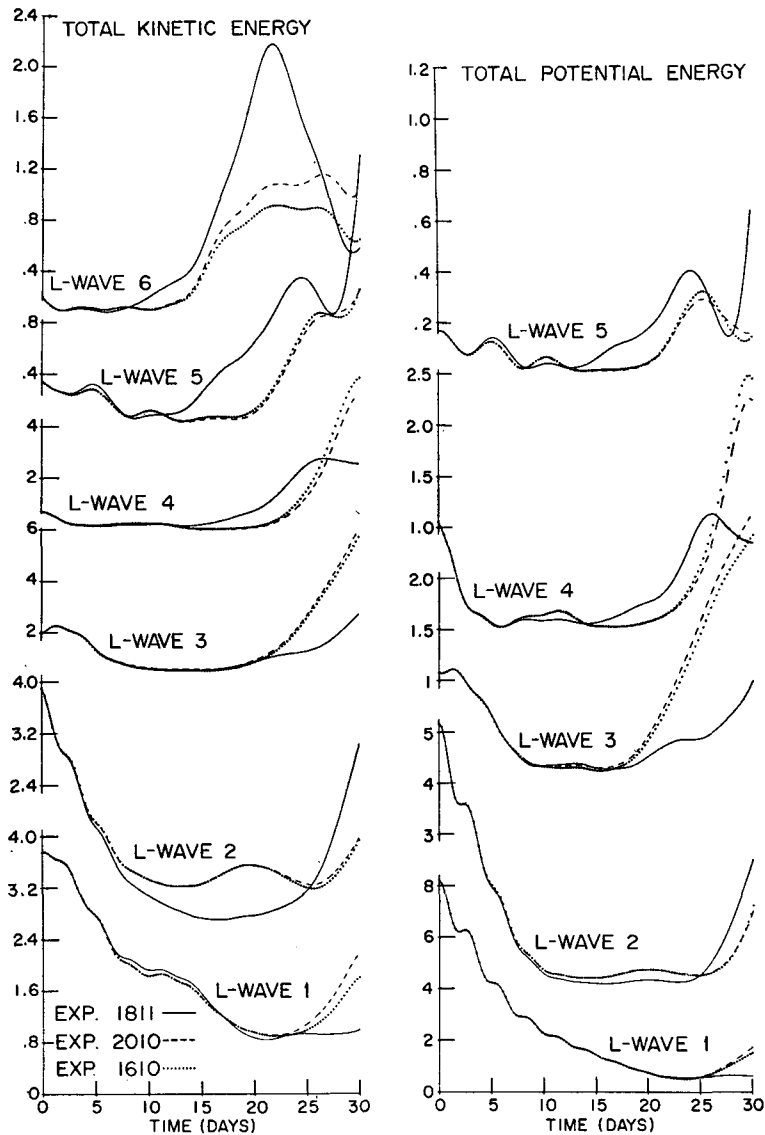 TOTAL KINETIC ENERGY
2.4
2.0
1.6
1.2
.8
.4
L-WAVE 6
.8
.4
L-WAVE 5
4
2
L-WAVE 4
6
4
2
L-WAVE 3
4.0
3.2
2.4
L-WAVE 2
4.0
3.2
2.4
1.6
.8
.0
L-WAVE 1
EXP. 1811
EXP. 2010
EXP. 1610
0 5 10 15 20 25 30
TIME (DAYS)
TOTAL POTENTIAL ENERGY
1.2
1.0
.8
.6
.4
.2
L-WAVE 5
2.5
2.0
1.5
1.0
L-WAVE 4
2.0
1.5
1
L-WAVE 3
5
4
3
L-WAVE 2
8
6
4
2
0
L-WAVE 1
0 5 10 15 20 25 30
TIME (DAYS)